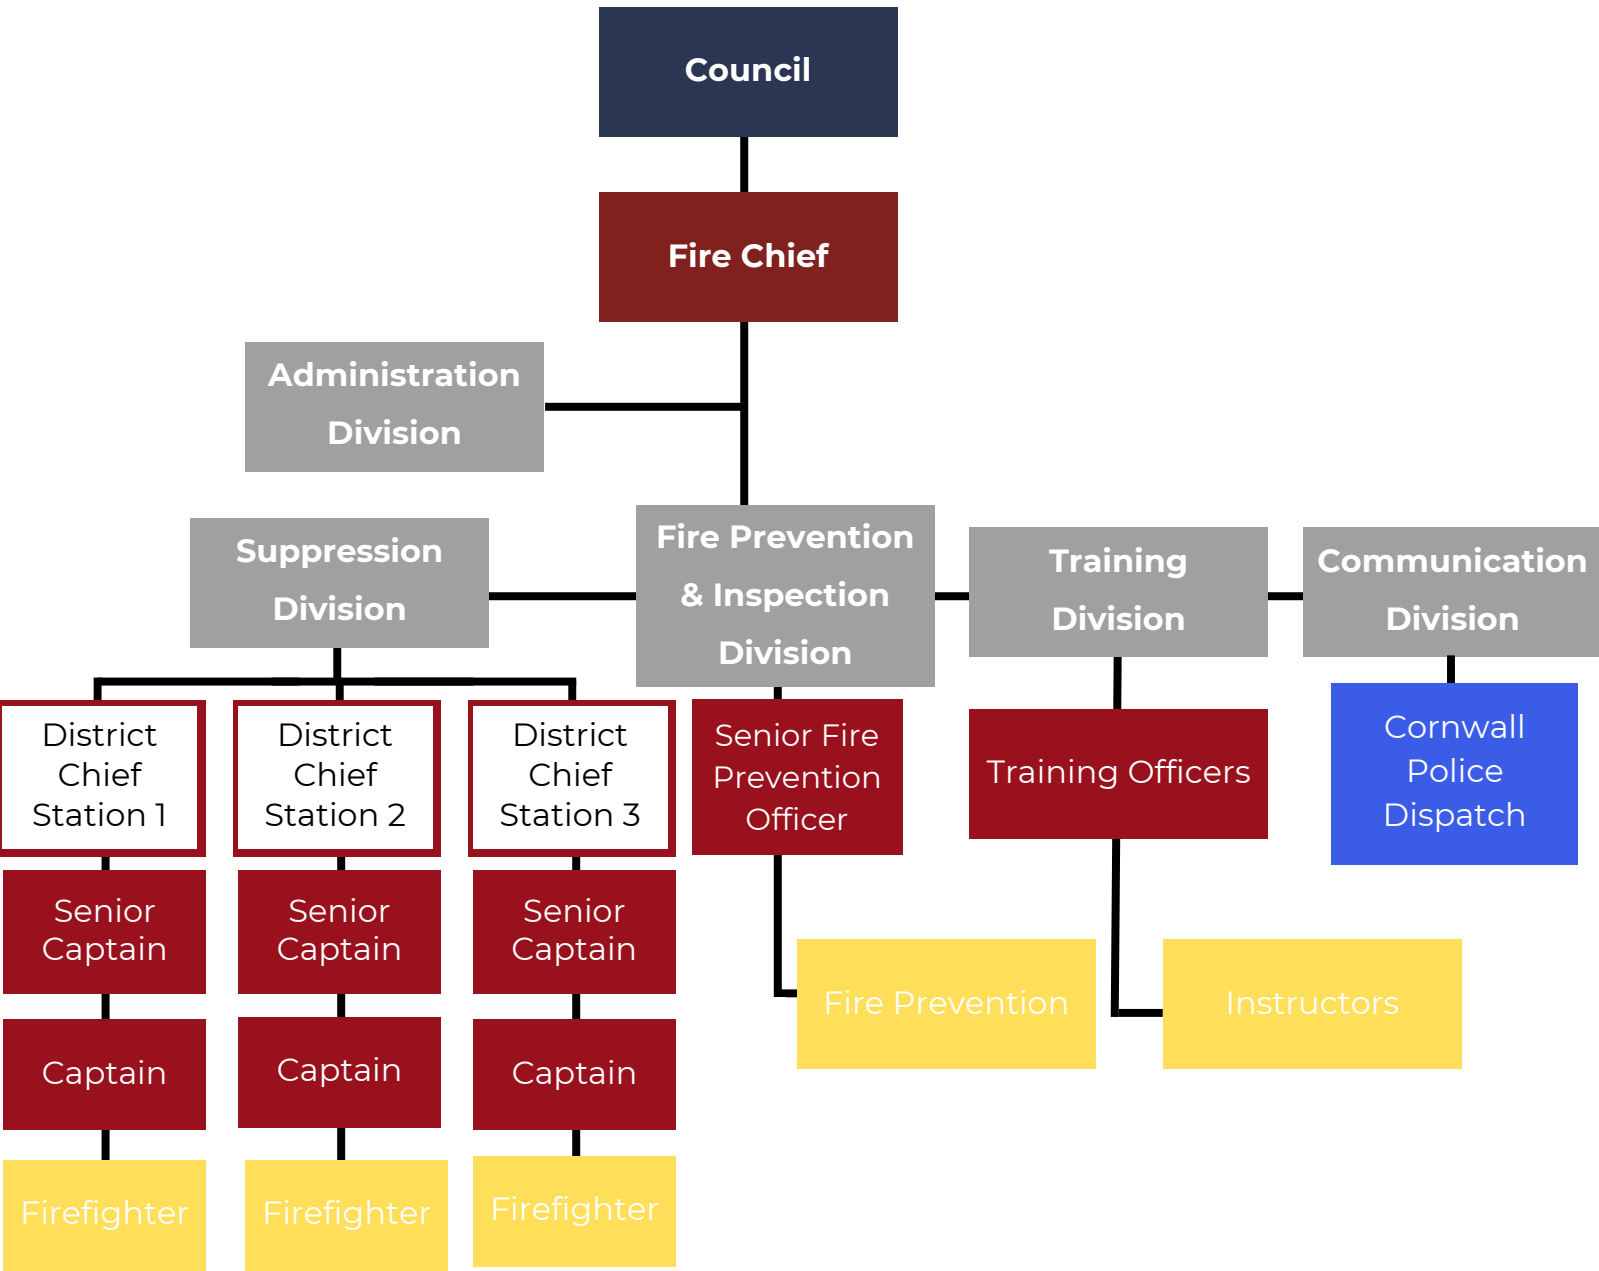 Council
Fire Chief
Administration
Division
Suppression
Division
Fire Prevention
& Inspection
Division
Training
Division
Communication
Division
District
Chief
Station 1
District
Chief
Station 2
District
Chief
Station 3
Senior Fire
Prevention
Officer
Training Officers
Cornwall
Police
Dispatch
Senior
Captain
Senior
Captain
Senior
Captain
Fire Prevention
Instructors
Captain
Captain
Captain
Firefighter
Firefighter
Firefighter